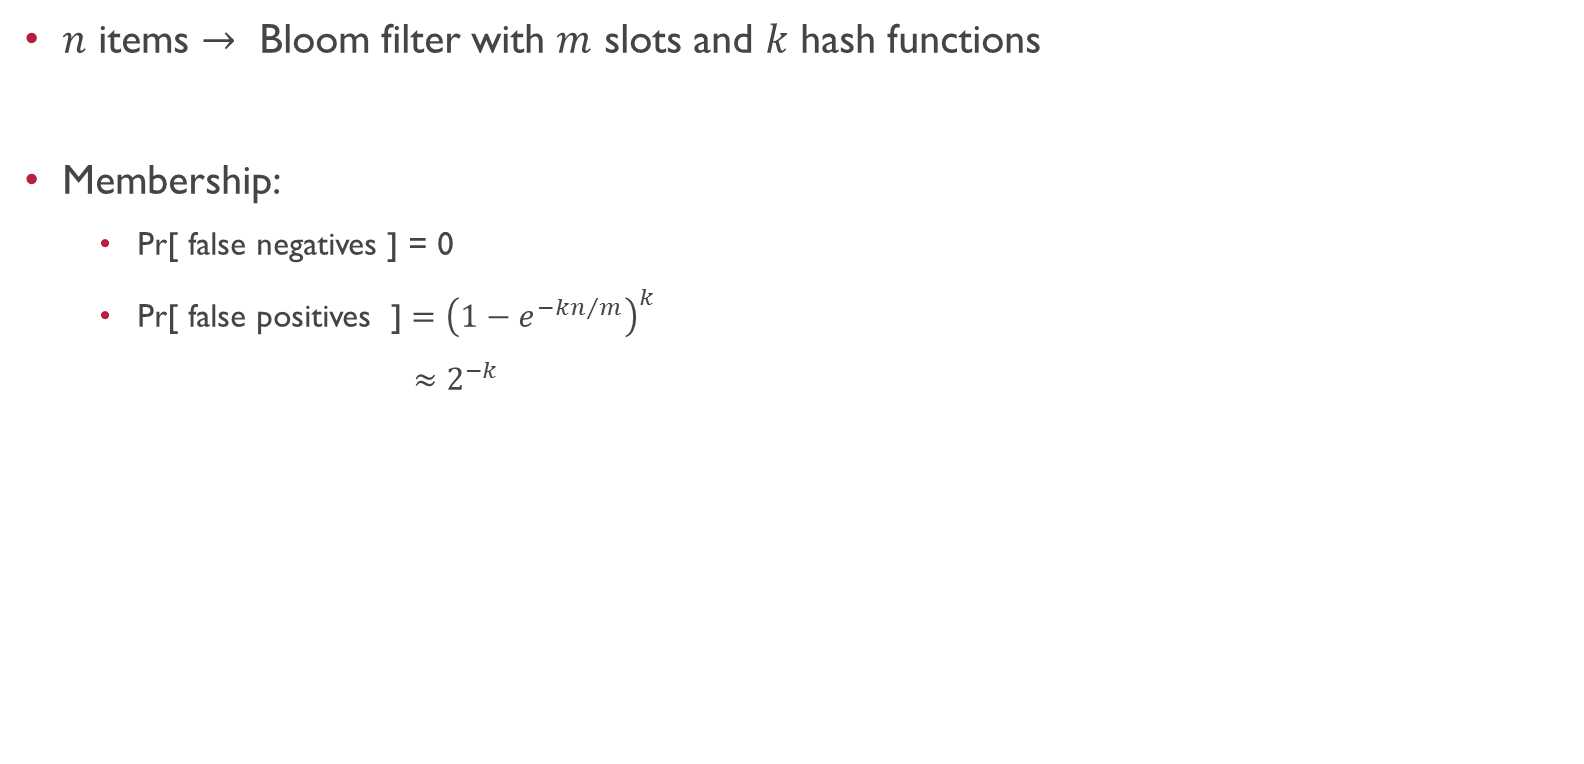 • n items → Bloom filter with m slots and k hash functions
• Membership:
• Pr[ false negatives ] = 0
• Pr[ false positives ] = (1 − e^{−kn/m})^k
≈ 2^{−k}